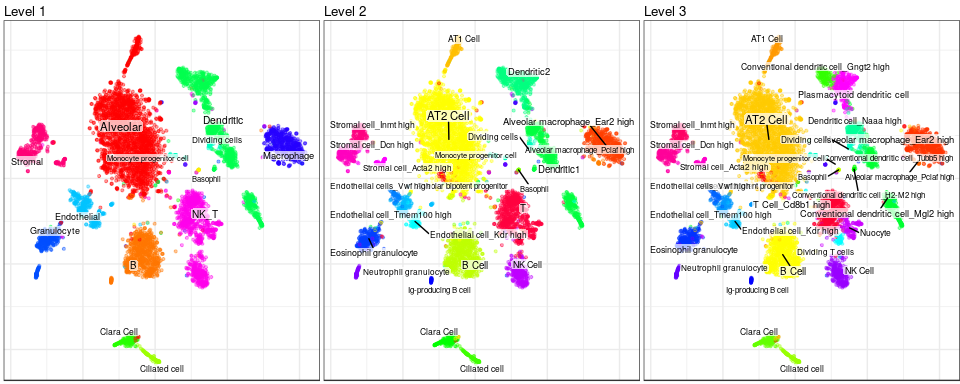 Level 1
Alveolar
Dendritic
Dividing cells
Monocyte progenitor cell
Macrophage
Stromal
Basophil
NK_T
Endothelial
Granulocyte
B
Clara Cell
Ciliated cell
Level 2
AT1 Cell
Dendritic2
AT2 Cell
Alveolar macrophage_Ear2 high
Stromal cell_Inmt high
Dividing cells
Stromal cell_Dcn high
Alveolar macrophage_Pclaf high
Monocyte progenitor cell
Stromal cell_Acta2 high
Dendritic1
Endothelial cells_Vwf high
bipotent progenitor
Basophil
T
Endothelial cell_Tmem100 high
Endothelial cell_Kdr high
Eosinophil granulocyte
B Cell
NK Cell
Neutrophil granulocyte
Ig-producing B cell
Clara Cell
Ciliated cell
Level 3
AT1 Cell
Conventional dendritic cell_Gngt2 high
Plasmacytoid dendritic cell
AT2 Cell
Dendritic cell_Naaa high
Stromal cell_Inmt high
Dividing cells
Alveolar macrophage_Ear2 high
Stromal cell_Dcn high
Monocyte progenitor cell
Conventional dendritic cell_Tubb5 high
Stromal cell_Acta2 high
Basophil
Alveolar macrophage_Pclaf high
Endothelial cells_Vwf high
progenitor
Conventional dendritic cell_H2-M2 high
T Cell_Cd8b1 high
Conventional dendritic cell_Mgl2 high
Endothelial cell_Tmem100 high
Endothelial cell_Kdr high
Nuocyte
Eosinophil granulocyte
Dividing T cells
Neutrophil granulocyte
B Cell
NK Cell
Ig-producing B cell
Clara Cell
Ciliated cell